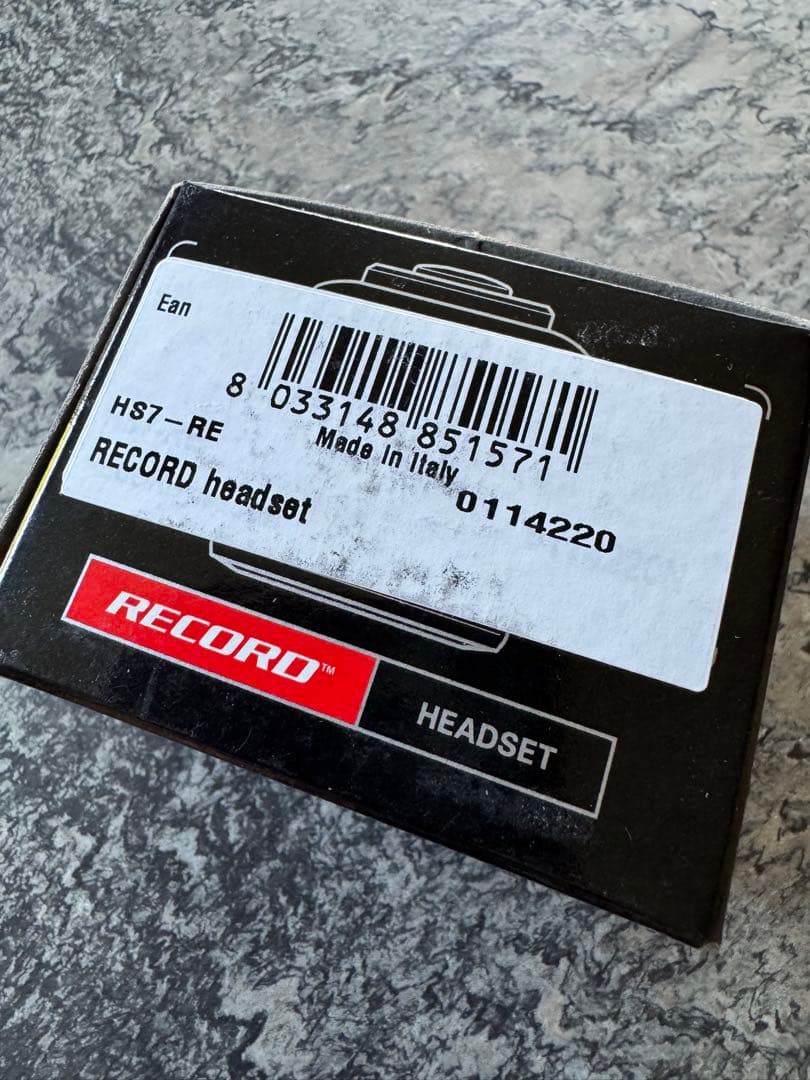 Ean
8 033148 851571
HS7-RE
Made in Italy
RECORD headset
0114220
RECORD™
HEADSET